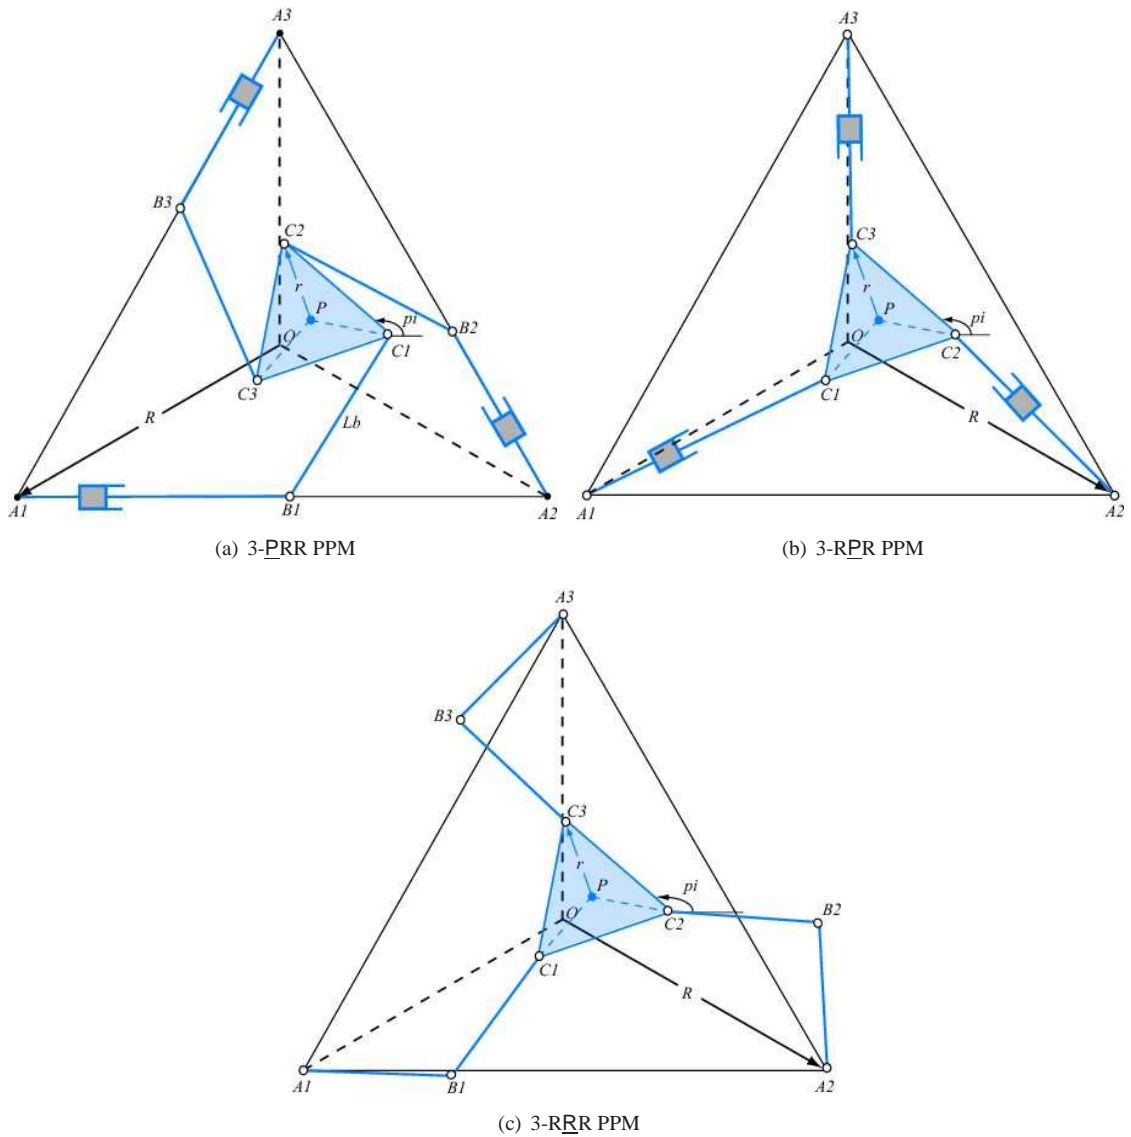 A3
B3
C2
r
P
pi
O
B2
C1
C3
R
Lb
A1
B1
A2
(a) 3-PRR PPM
A3
C3
r
P
pi
O
C2
C1
R
A1
A2
(b) 3-RPR PPM
A3
B3
C3
r
P
pi
O
C2
B2
C1
R
A1
B1
A2
(c) 3-RRR PPM